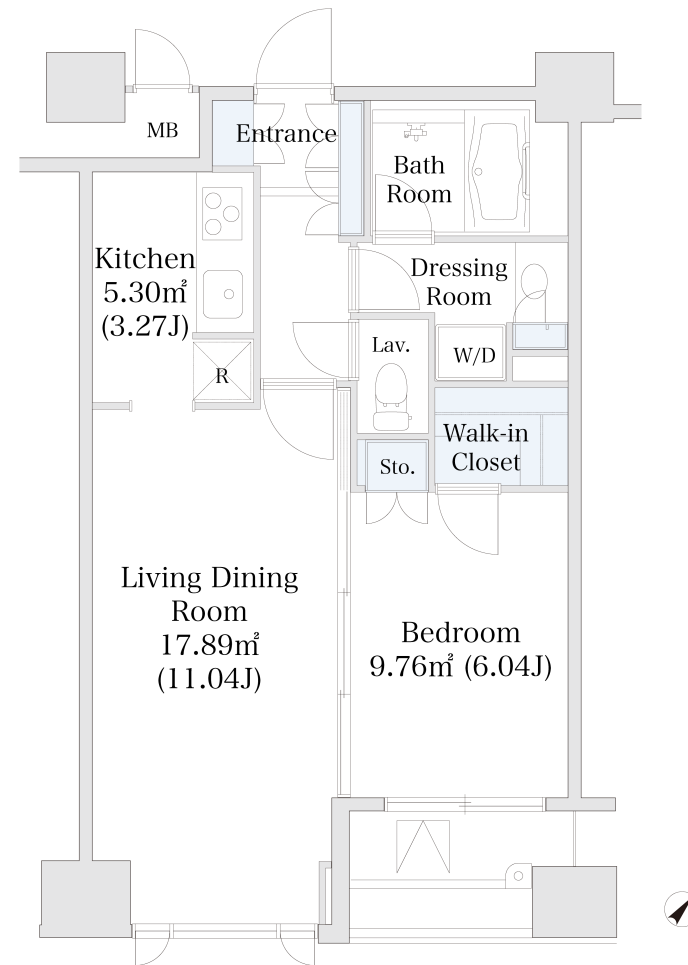 MB
Entrance
Bath
Room
Kitchen
5.30㎡
(3.27J)
Dressing
Room
Lav.
W/D
R
Walk-in
Closet
Sto.
Living Dining
Room
17.89㎡
(11.04J)
Bedroom
9.76㎡ (6.04J)